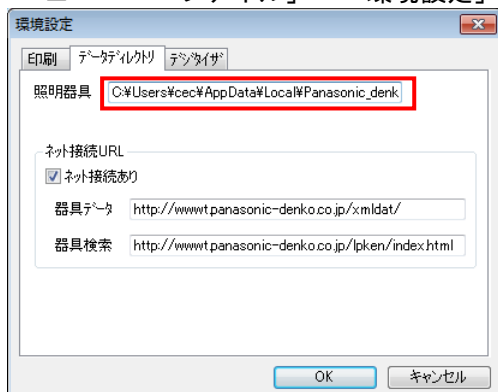 環境設定
印刷 データディレクトリ デジタイザ
照明器具 C:¥Users¥cec¥AppData¥Local¥Panasonic_denk
ネット接続URL
ネット接続あり
器具データ http://wwwt.panasonic-denko.co.jp/xmldat/
器具検索 http://wwwt.panasonic-denko.co.jp/lpken/index.html
OK キャンセル